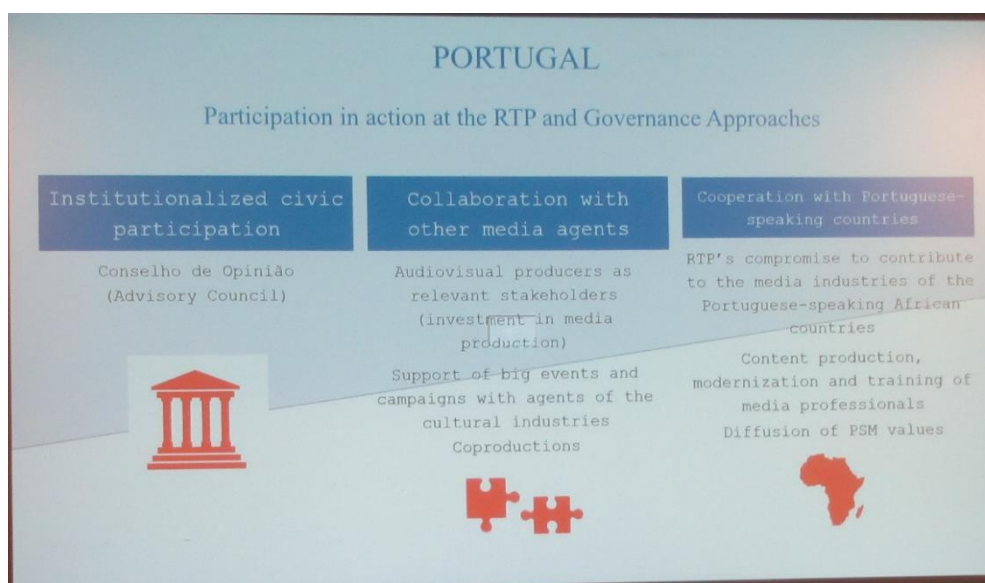 PORTUGAL
Participation in action at the RTP and Governance Approaches
Institutionalized civic
participation
Conselho de Opinião
(Advisory Council)
Collaboration with
other media agents
Audiovisual producers as
relevant stakeholders
(investment in media
production)
Support of big events and
campaigns with agents of the
cultural industries
Coproductions
Cooperation with Portuguese-
speaking countries
RTP's compromise to contribute
to the media industries of the
Portuguese-speaking African
countries
Content production,
modernization and training of
media professionals
Diffusion of PSM values